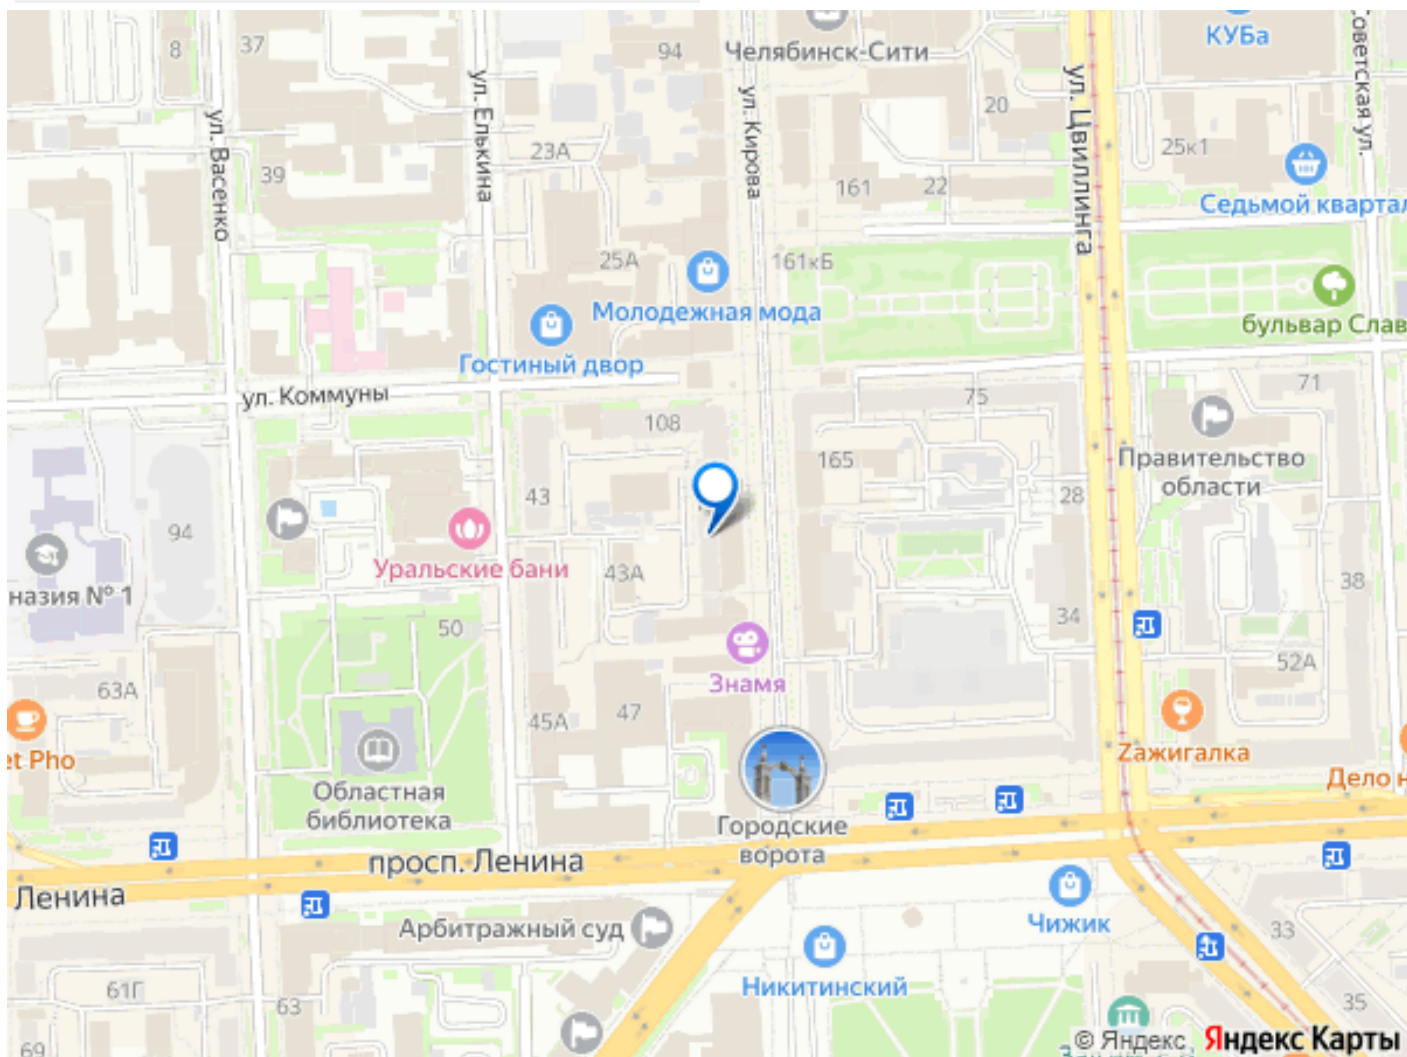 8
37
94
Челябинск-Сити
КУБа
Советская ул.
ул. Васенко
ул. Елькина
ул. Кирова
ул. Цвиллинга
20
23А
39
161
22
25к1
Седьмой квартал
25А
161кБ
Молодежная мода
бульвар Слав
Гостиный двор
ул. Коммуны
71
75
108
165
Правительство
области
43
28
94
Уральские бани
43А
назия № 1
38
50
34
Знамя
52А
63А
45А
47
et Pho
Zажигалка
Дело н
Областная
библиотека
Городские
ворота
просп. Ленина
Ленина
Арбитражный суд
Чижик
33
Никитинский
61Г
63
35
69
© Яндекс
Яндекс Карты